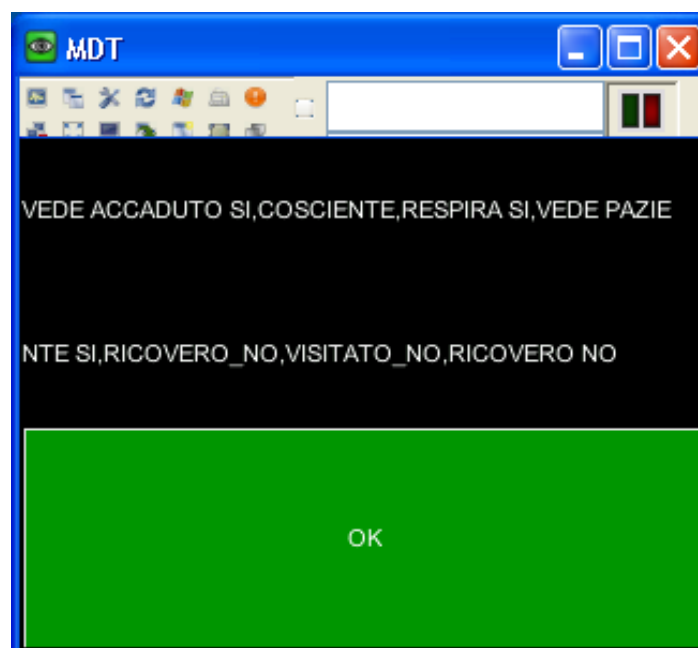 MDT
VEDE ACCADUTO SI,COSCIENTE,RESPIRA SI,VEDE PAZIE
NTE SI,RICOVERO_NO,VISITATO_NO,RICOVERO NO
OK